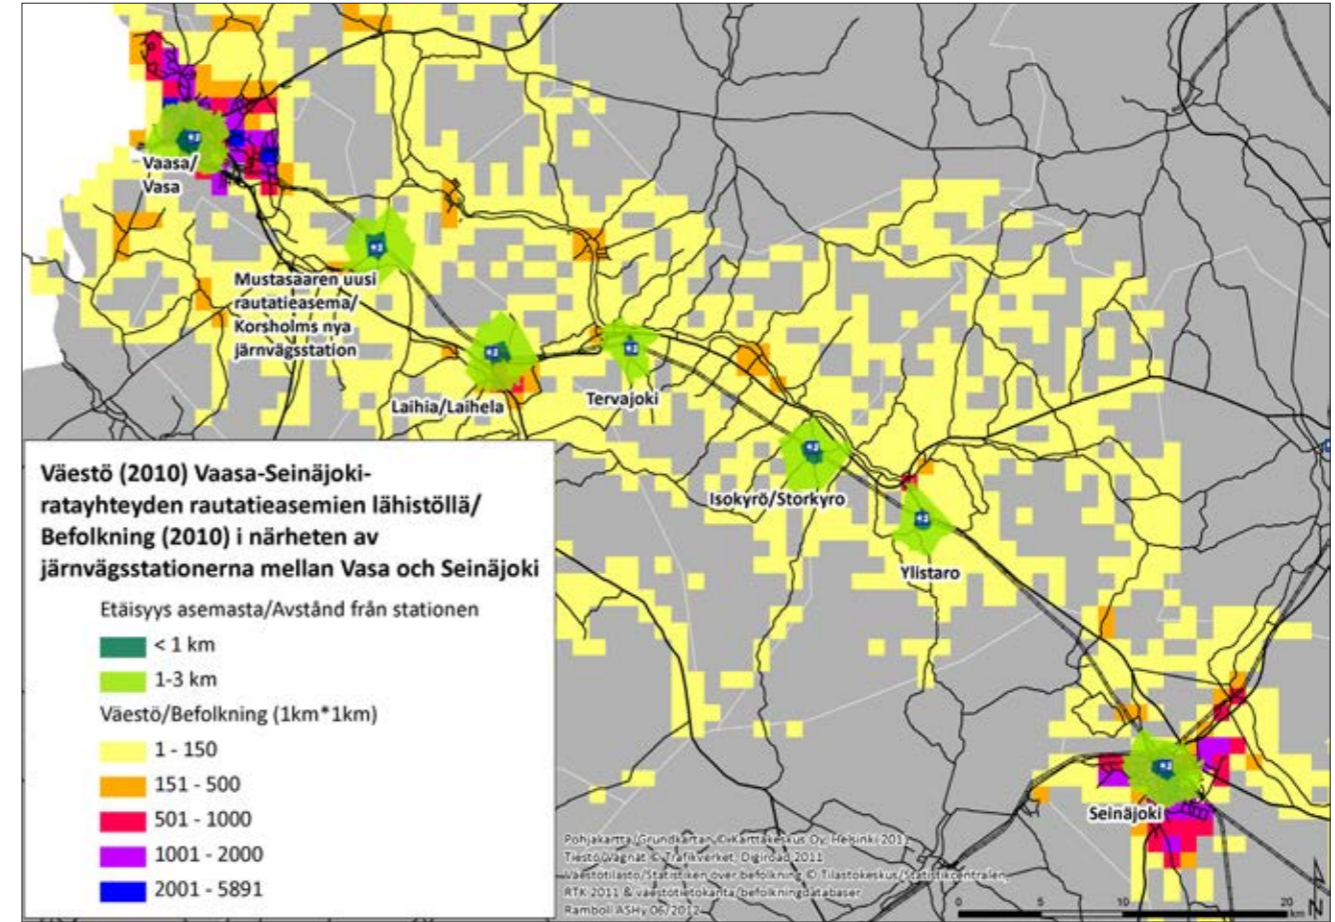 Vaasa/
Vasa
Mustasaaren uusi
rautatieasema/
Korsholms nya
järnvägsstation
Laihia/Laihela
Tervajoki
Isokyrö/Storkyro
Ylistaro
Seinäjoki
Väestö (2010) Vaasa-Seinäjoki-
ratayhteyden rautatieasemien lähistöllä/
Befolkning (2010) i närheten av
järnvägsstationerna mellan Vasa och Seinäjoki
Etäisyys asemasta/Avstånd från stationen
< 1 km
1-3 km
Väestö/Befolkning (1km*1km)
1 - 150
151 - 500
501 - 1000
1001 - 2000
2001 - 5891
Pohjakartta/Grundkartan © Karttakeskus Oy, Helsinki 2011
Tiestö/Vägnät © Trafikverket, Digiroad 2011
Väestötilasto/Statistiken över befolkning © Tilastokeskus/Statistikcentralen,
RTK 2011 & väestötietokanta/befolkningdatabaser
Ramboll ASHy 06/2012
0 5 10 20
N